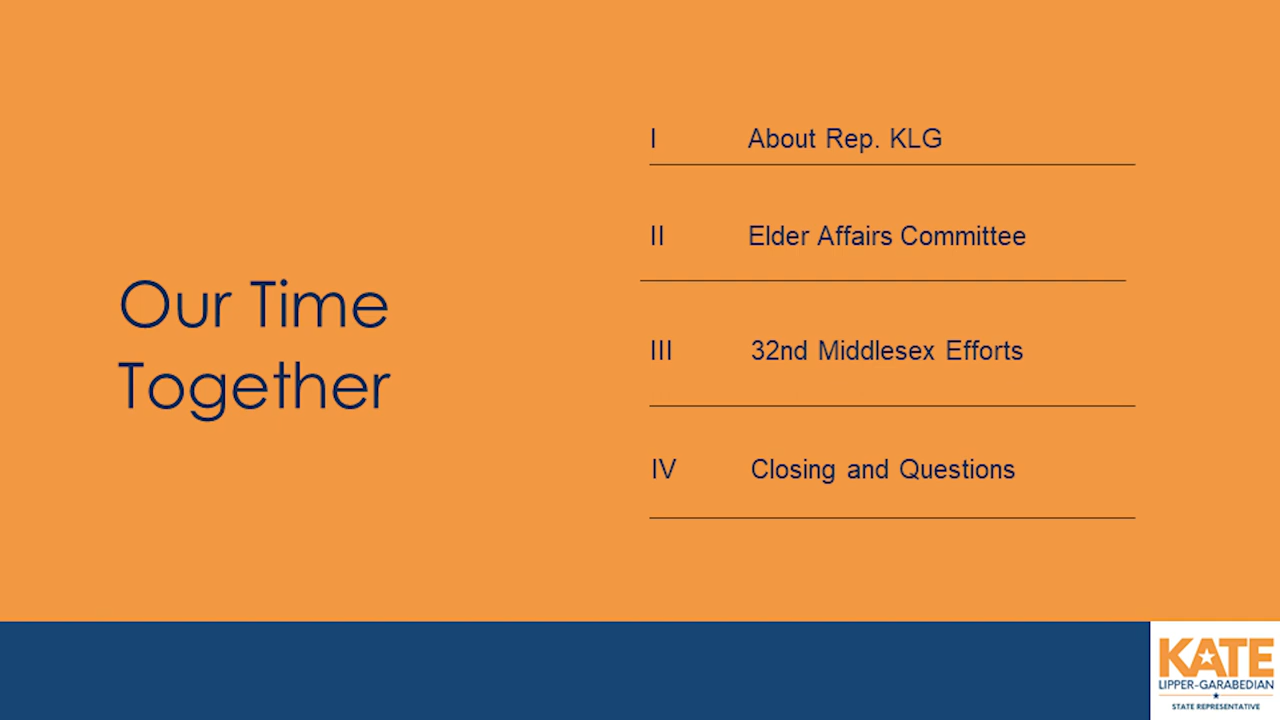 Our Time
Together
I About Rep. KLG
II Elder Affairs Committee
III 32nd Middlesex Efforts
IV Closing and Questions
KATE
LIPPER-GARABEDIAN
STATE REPRESENTATIVE